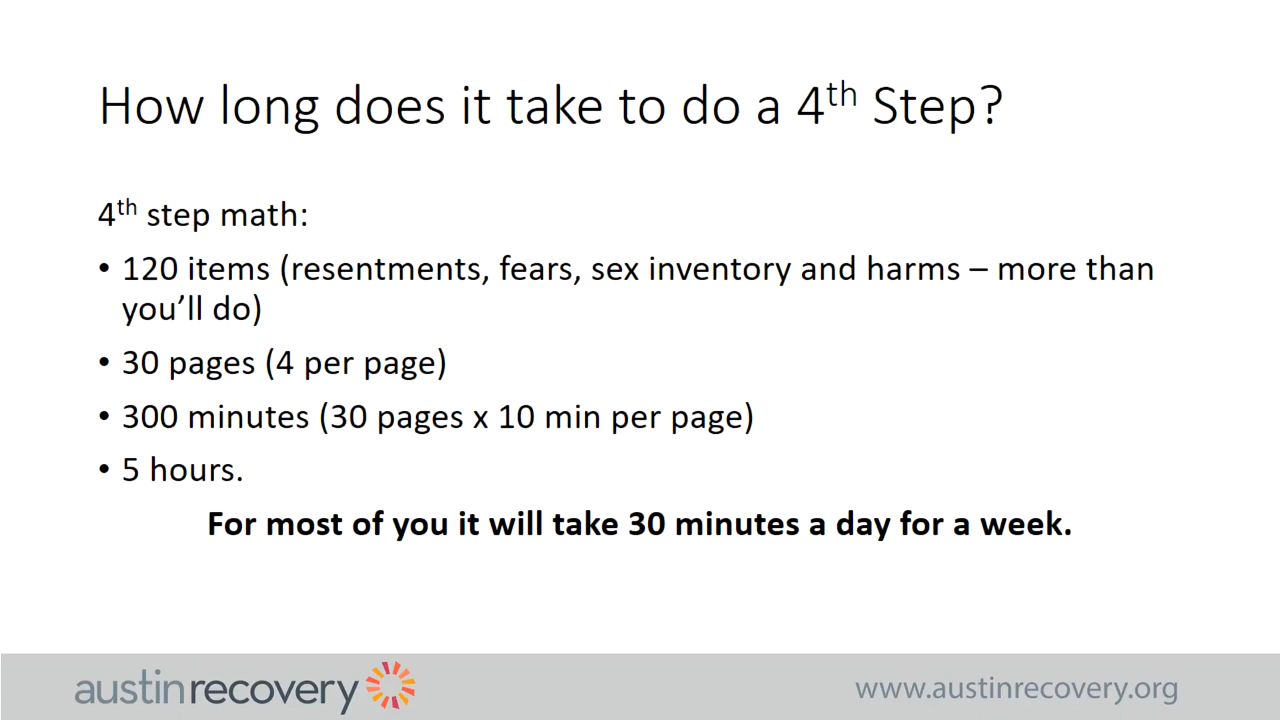 How long does it take to do a 4th Step?
4th step math:
• 120 items (resentments, fears, sex inventory and harms – more than
you’ll do)
• 30 pages (4 per page)
• 300 minutes (30 pages x 10 min per page)
• 5 hours.
For most of you it will take 30 minutes a day for a week.
austinrecovery
www.austinrecovery.org